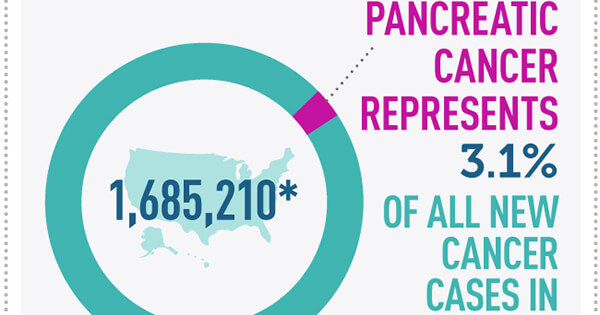 PANCREATIC
CANCER
REPRESENTS
3.1%
OF ALL NEW
CANCER
CASES IN
1,685,210*